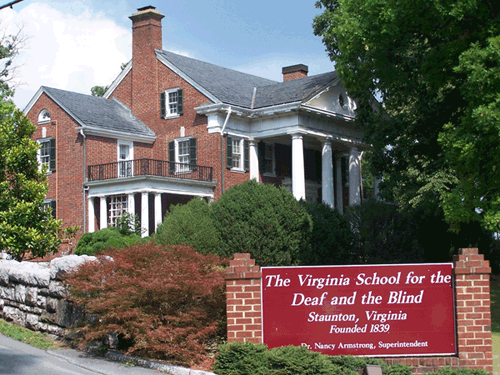 The Virginia School for the
Deaf and the Blind
Staunton, Virginia
Founded 1839
Dr. Nancy Armstrong, Superintendent